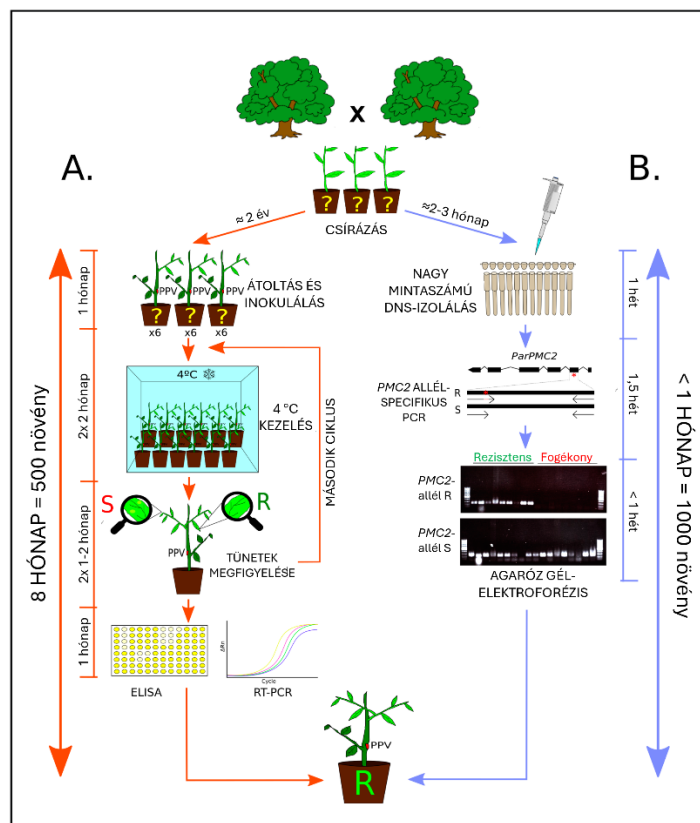 x
A.
B.
? ? ?
CSÍRÁZÁS
≈ 2 év
≈2-3 hónap
8 HÓNAP = 500 növény
1 hónap
PPV PPV PPV
? ? ?
x6 x6 x6
ÁTOLTÁS ÉS
INOKULÁLÁS
2x 2 hónap
4ºC
4 °C
KEZELÉS
MÁSODIK CIKLUS
2x 1-2 hónap
S
R
PPV
TÜNETEK
MEGFIGYELÉSE
1 hónap
ELISA
ΔRn
Cycle
RT-PCR
NAGY
MINTASZÁMÚ
DNS-IZOLÁLÁS
1 hét
ParPMC2
PMC2 ALLÉL-
SPECIFIKUS
PCR
R
S
1,5 hét
Rezisztens Fogékony
PMC2-
allél R
PMC2-
allél S
AGARÓZ GÉL-
ELEKTROFORÉZIS
< 1 hét
< 1 HÓNAP = 1000 növény
PPV
R